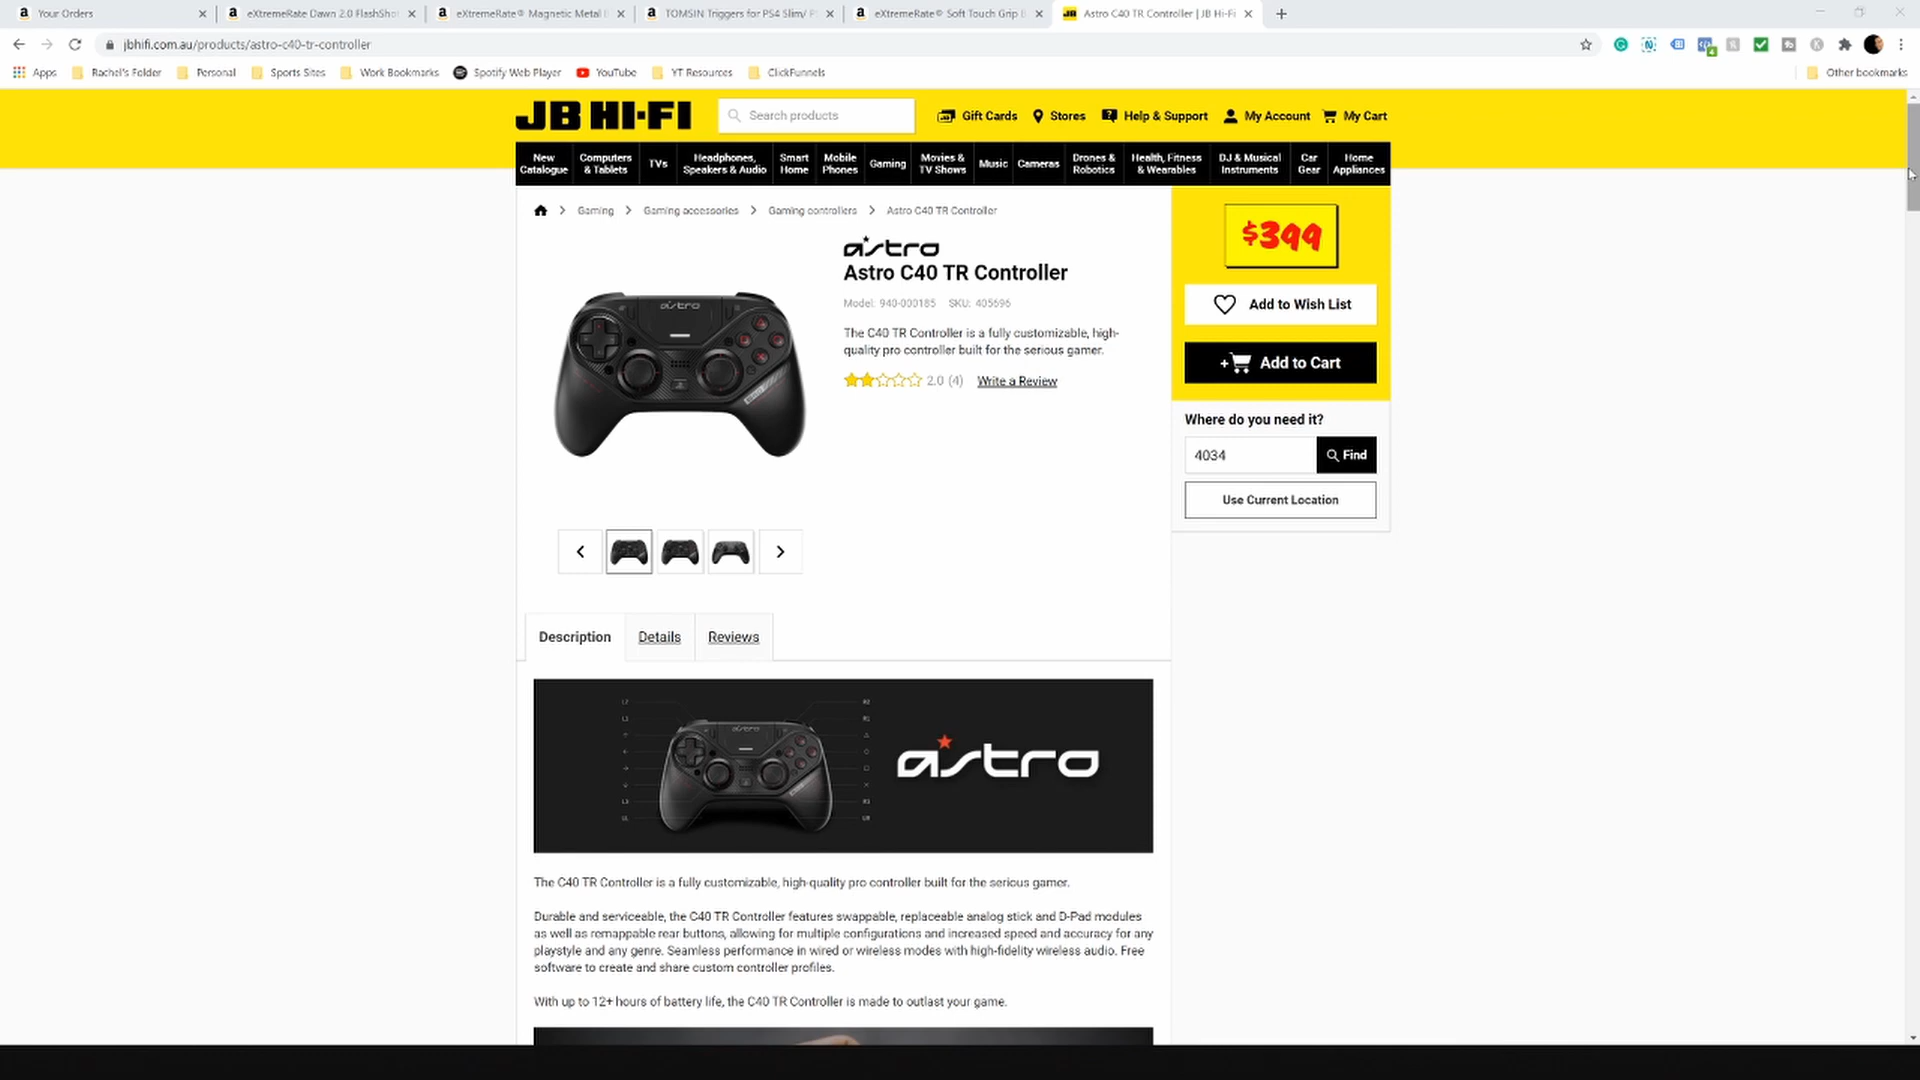 Your Orders
eXtremeRate Dawn 2.0 FlashSho
eXtremeRate® Magnetic Metal
TOMSIN Triggers for PS4 Slim/ P
eXtremeRate® Soft Touch Grip B
Astro C40 TR Controller | JB Hi-Fi
jbhifi.com.au/products/astro-c40-tr-controller
Apps
Rachel's Folder
Personal
Sports Sites
Work Bookmarks
Spotify Web Player
YouTube
YT Resources
ClickFunnels
Other bookmarks
JB HI-FI
Search products
Gift Cards
Stores
Help & Support
My Account
My Cart
New Catalogue
Computers & Tablets
TVs
Headphones, Speakers & Audio
Smart Home
Mobile Phones
Gaming
Movies & TV Shows
Music
Cameras
Drones & Robotics
Health, Fitness & Wearables
DJ & Musical Instruments
Car Gear
Home Appliances
Gaming
Gaming accessories
Gaming controllers
Astro C40 TR Controller
astro
Astro C40 TR Controller
Model: 940-000185 SKU: 405696
The C40 TR Controller is a fully customizable, high-
quality pro controller built for the serious gamer.
2.0 (4) Write a Review
$399
Add to Wish List
+ Add to Cart
Where do you need it?
4034
Find
Use Current Location
astro
Description
Details
Reviews
L2
R2
L1
R1
astro
L3
R3
astro
The C40 TR Controller is a fully customizable, high-quality pro controller built for the serious gamer.
Durable and serviceable, the C40 TR Controller features swappable, replaceable analog stick and D-Pad modules
as well as remappable rear buttons, allowing for multiple configurations and increased speed and accuracy for any
playstyle and any genre. Seamless performance in wired or wireless modes with high-fidelity wireless audio. Free
software to create and share custom controller profiles.
With up to 12+ hours of battery life, the C40 TR Controller is made to outlast your game.